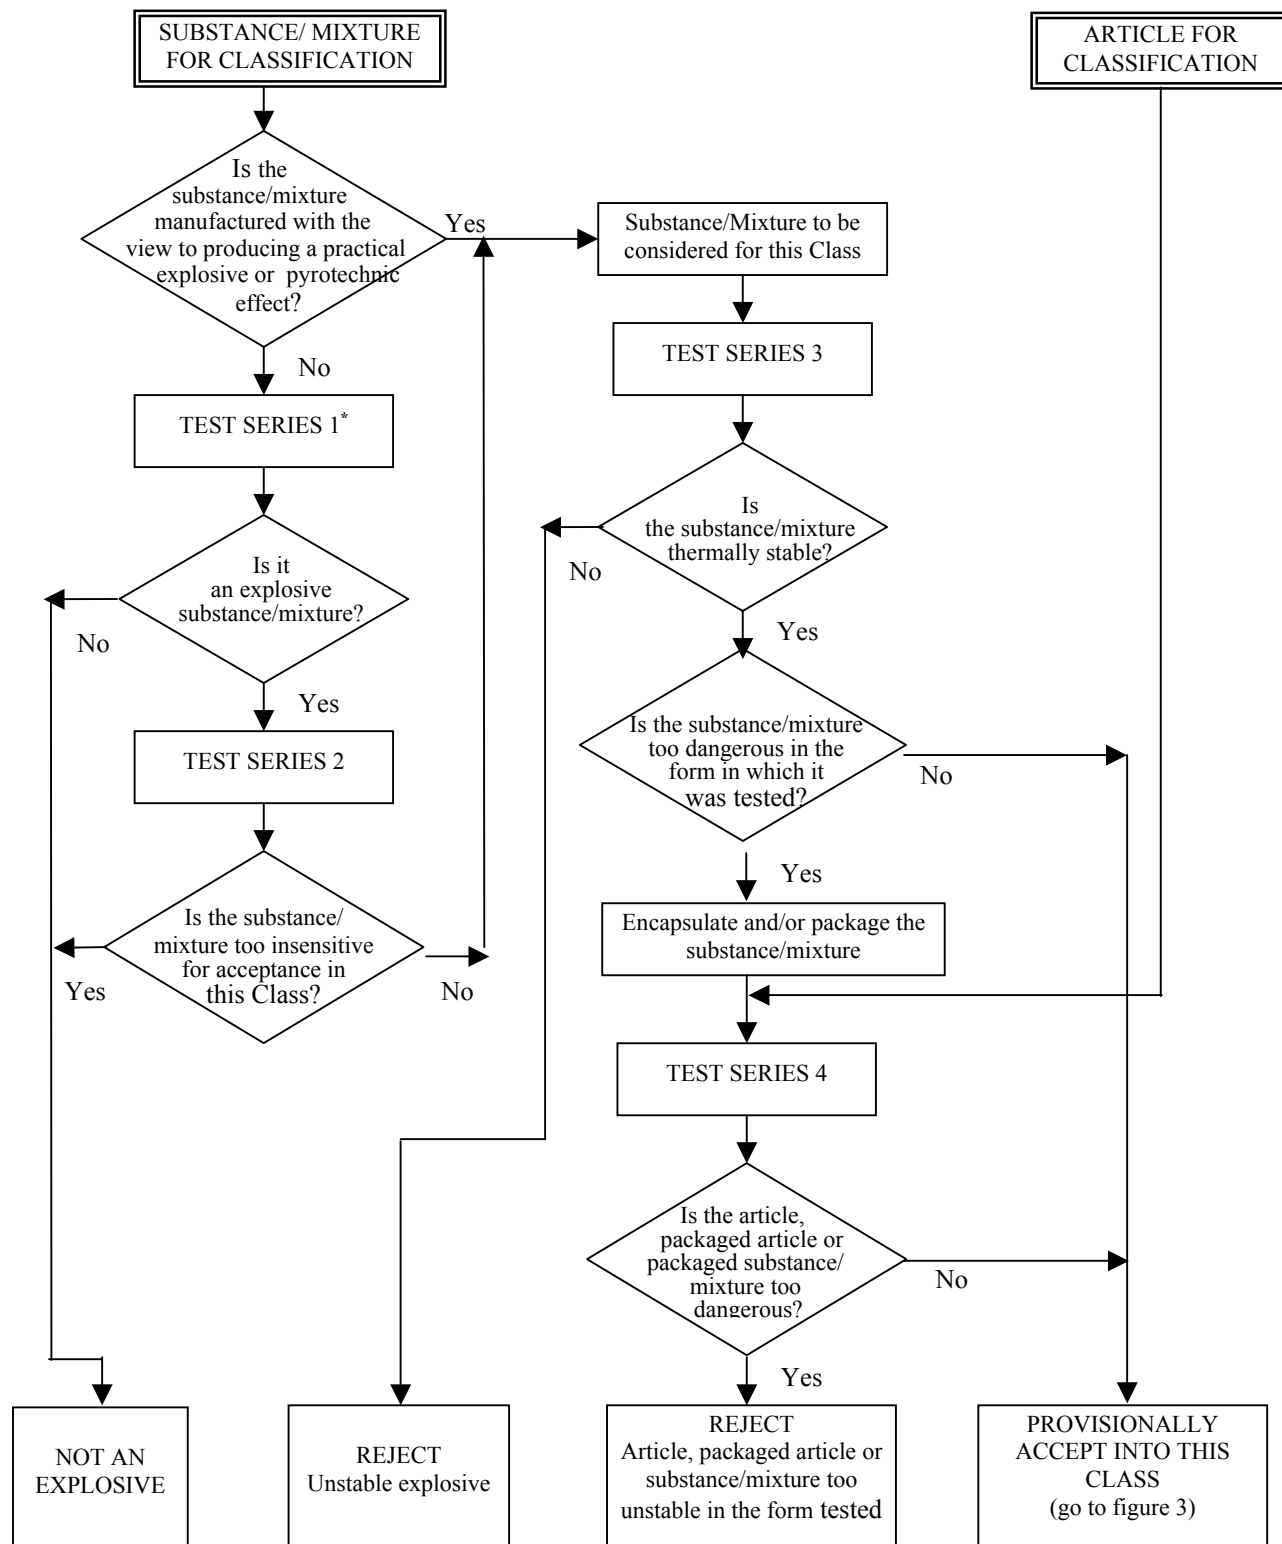 SUBSTANCE/ MIXTURE
FOR CLASSIFICATION
ARTICLE FOR
CLASSIFICATION
Is the
substance/mixture
manufactured with the
view to producing a practical
explosive or pyrotechnic
effect?
Yes
Substance/Mixture to be
considered for this Class
No
TEST SERIES 3
TEST SERIES 1*
Is
the substance/mixture
thermally stable?
No
Is it
an explosive
substance/mixture?
No
Yes
Yes
TEST SERIES 2
Is the substance/mixture
too dangerous in the
form in which it
was tested?
No
Yes
Is the substance/
mixture too insensitive
for acceptance in
this Class?
Yes
No
Encapsulate and/or package the
substance/mixture
TEST SERIES 4
Is the article,
packaged article or
packaged substance/
mixture too
dangerous?
No
Yes
NOT AN
EXPLOSIVE
REJECT
Unstable explosive
REJECT
Article, packaged article or
substance/mixture too
unstable in the form tested
PROVISIONALLY
ACCEPT INTO THIS
CLASS
(go to figure 3)